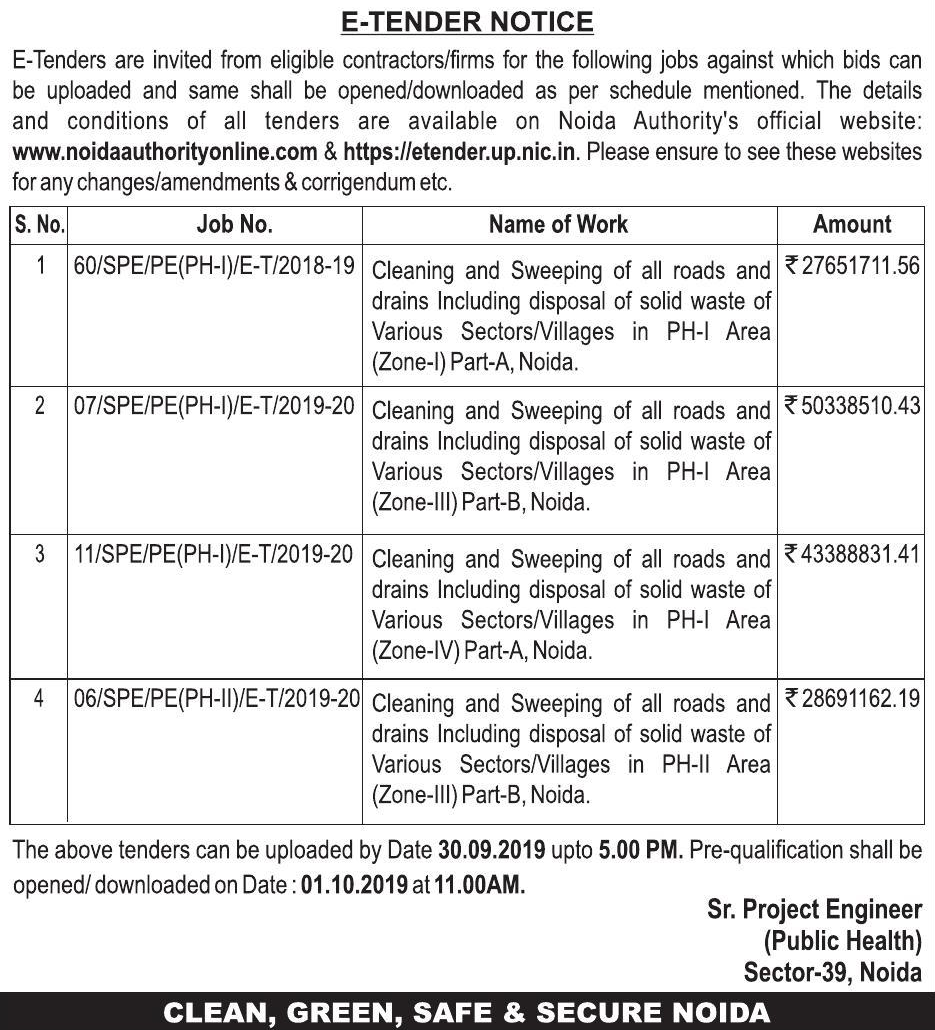 E-TENDER NOTICE
E-Tenders are invited from eligible contractors/firms for the following jobs against which bids can
be uploaded and same shall be opened/downloaded as per schedule mentioned. The details
and conditions of all tenders are available on Noida Authority's official website:
www.noidaauthorityonline.com & https://etender.up.nic.in. Please ensure to see these websites
for any changes/amendments & corrigendum etc.
S. No. Job No. Name of Work Amount
1 60/SPE/PE(PH-I)/E-T/2018-19 Cleaning and Sweeping of all roads and ₹27651711.56
drains Including disposal of solid waste of
Various Sectors/Villages in PH-I Area
(Zone-I) Part-A, Noida.
2 07/SPE/PE(PH-I)/E-T/2019-20 Cleaning and Sweeping of all roads and ₹50338510.43
drains Including disposal of solid waste of
Various Sectors/Villages in PH-I Area
(Zone-III) Part-B, Noida.
3 11/SPE/PE(PH-I)/E-T/2019-20 Cleaning and Sweeping of all roads and ₹43388831.41
drains Including disposal of solid waste of
Various Sectors/Villages in PH-I Area
(Zone-IV) Part-A, Noida.
4 06/SPE/PE(PH-II)/E-T/2019-20 Cleaning and Sweeping of all roads and ₹28691162.19
drains Including disposal of solid waste of
Various Sectors/Villages in PH-II Area
(Zone-III) Part-B, Noida.
The above tenders can be uploaded by Date 30.09.2019 upto 5.00 PM. Pre-qualification shall be
opened/ downloaded on Date : 01.10.2019 at 11.00AM.
Sr. Project Engineer
(Public Health)
Sector-39, Noida
CLEAN, GREEN, SAFE & SECURE NOIDA